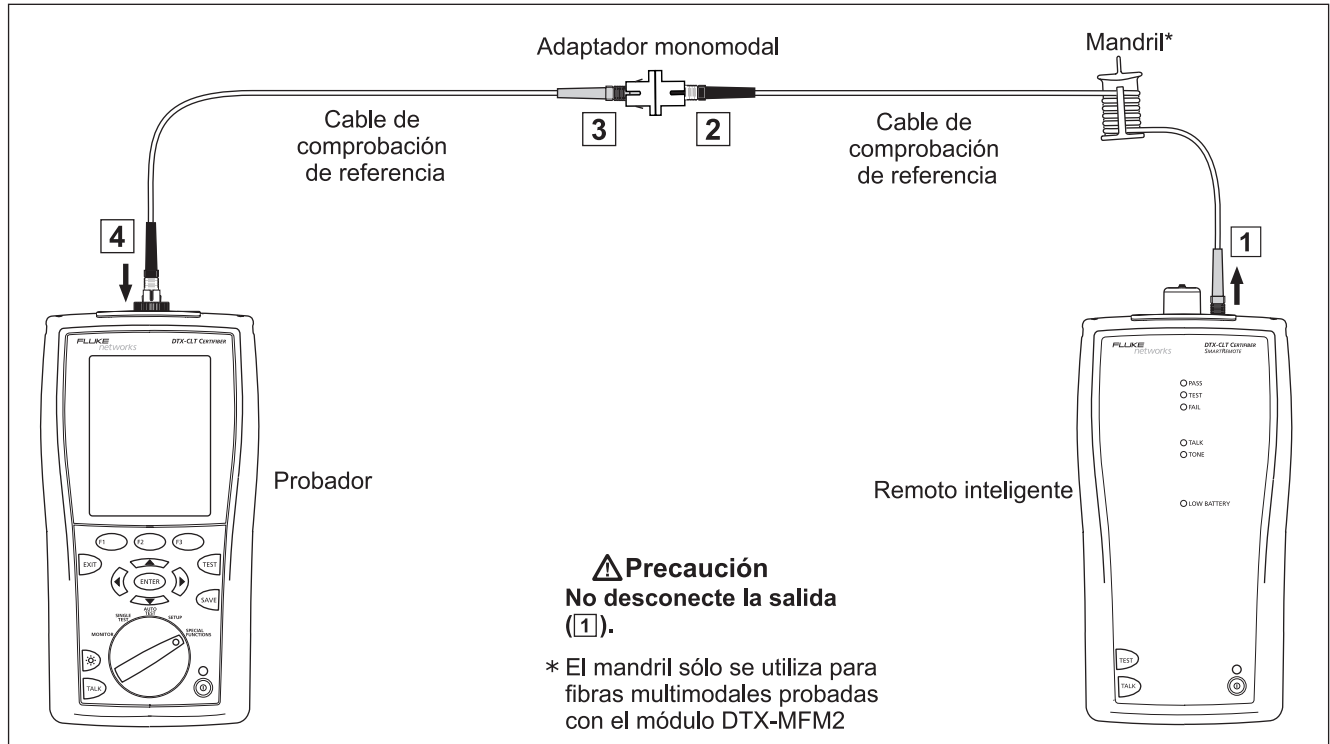 Adaptador monomodal
Mandril*
3
2
Cable de
comprobación
de referencia
Cable de
comprobación
de referencia
4
1
FLUKE
networks
DTX-CLT CERTIFIBER
FLUKE
networks
DTX-CLT CERTIFIBER
SMARTREMOTE
PASS
TEST
FAIL
TALK
TONE
LOW BATTERY
Probador
Remoto inteligente
F1
F2
F3
EXIT
TEST
ENTER
SAVE
MONITOR
SINGLE
TEST
AUTO
TEST
SETUP
SPECIAL
FUNCTIONS
TALK
⚠Precaución
No desconecte la salida
(1).
* El mandril sólo se utiliza para
fibras multimodales probadas
con el módulo DTX-MFM2
TEST
TALK